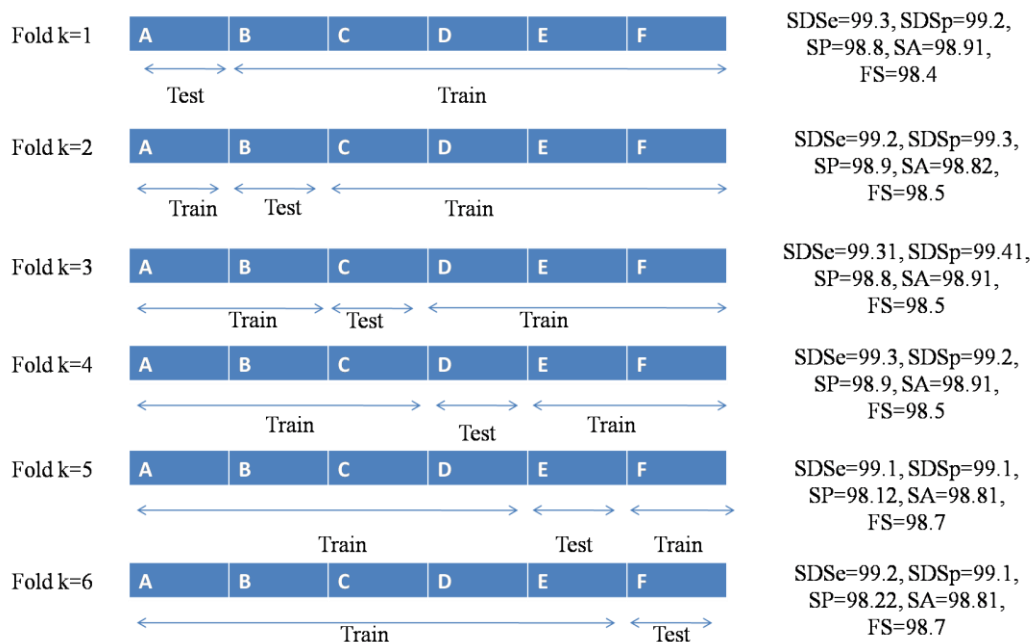 Fold k=1
A B C D E F
SDSe=99.3, SDSp=99.2,
SP=98.8, SA=98.91,
FS=98.4
Test Train
Fold k=2
A B C D E F
SDSe=99.2, SDSp=99.3,
SP=98.9, SA=98.82,
FS=98.5
Train Test Train
Fold k=3
A B C D E F
SDSe=99.31, SDSp=99.41,
SP=98.8, SA=98.91,
FS=98.5
Train Test Train
Fold k=4
A B C D E F
SDSe=99.3, SDSp=99.2,
SP=98.9, SA=98.91,
FS=98.5
Train Test Train
Fold k=5
A B C D E F
SDSe=99.1, SDSp=99.1,
SP=98.12, SA=98.81,
FS=98.7
Train Test Train
Fold k=6
A B C D E F
SDSe=99.2, SDSp=99.1,
SP=98.22, SA=98.81,
FS=98.7
Train Test